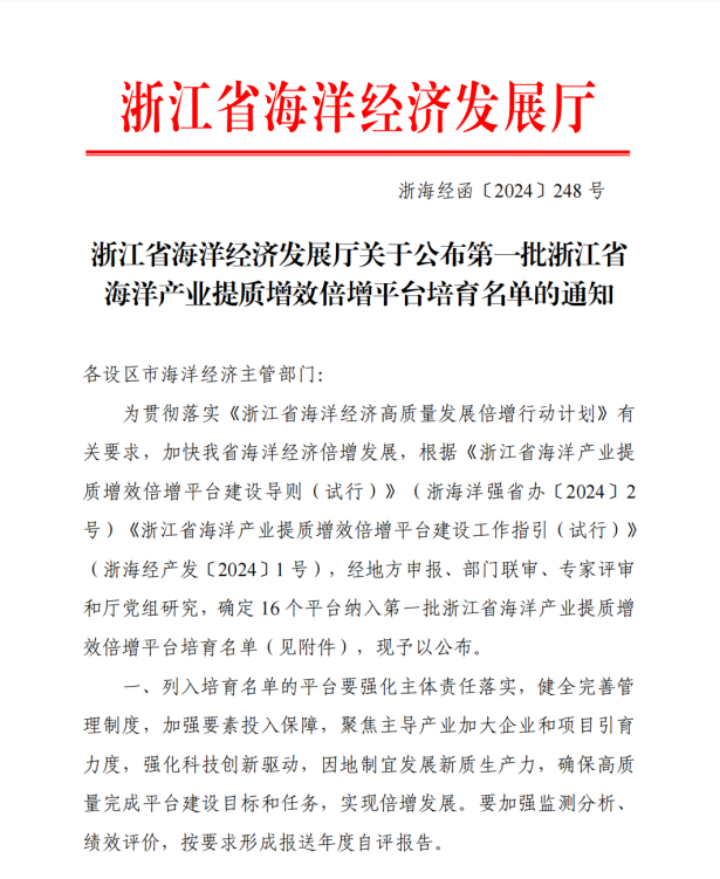 浙江省海洋经济发展厅
浙海经函〔2024〕248 号
浙江省海洋经济发展厅关于公布第一批浙江省
海洋产业提质增效倍增平台培育名单的通知
各设区市海洋经济主管部门：
为贯彻落实《浙江省海洋经济高质量发展倍增行动计划》有
关要求，加快我省海洋经济倍增发展，根据《浙江省海洋产业提
质增效倍增平台建设导则（试行）》（浙海洋强省办〔2024〕2
号）《浙江省海洋产业提质增效倍增平台建设工作指引（试行）》
（浙海经产发〔2024〕1 号），经地方申报、部门联审、专家评审
和厅党组研究，确定 16 个平台纳入第一批浙江省海洋产业提质增
效倍增平台培育名单（见附件），现予以公布。
一、列入培育名单的平台要强化主体责任落实，健全完善管
理制度，加强要素投入保障，聚焦主导产业加大企业和项目引育
力度，强化科技创新驱动，因地制宜发展新质生产力，确保高质
量完成平台建设目标和任务，实现倍增发展。要加强监测分析、
绩效评价，按要求形成报送年度自评报告。